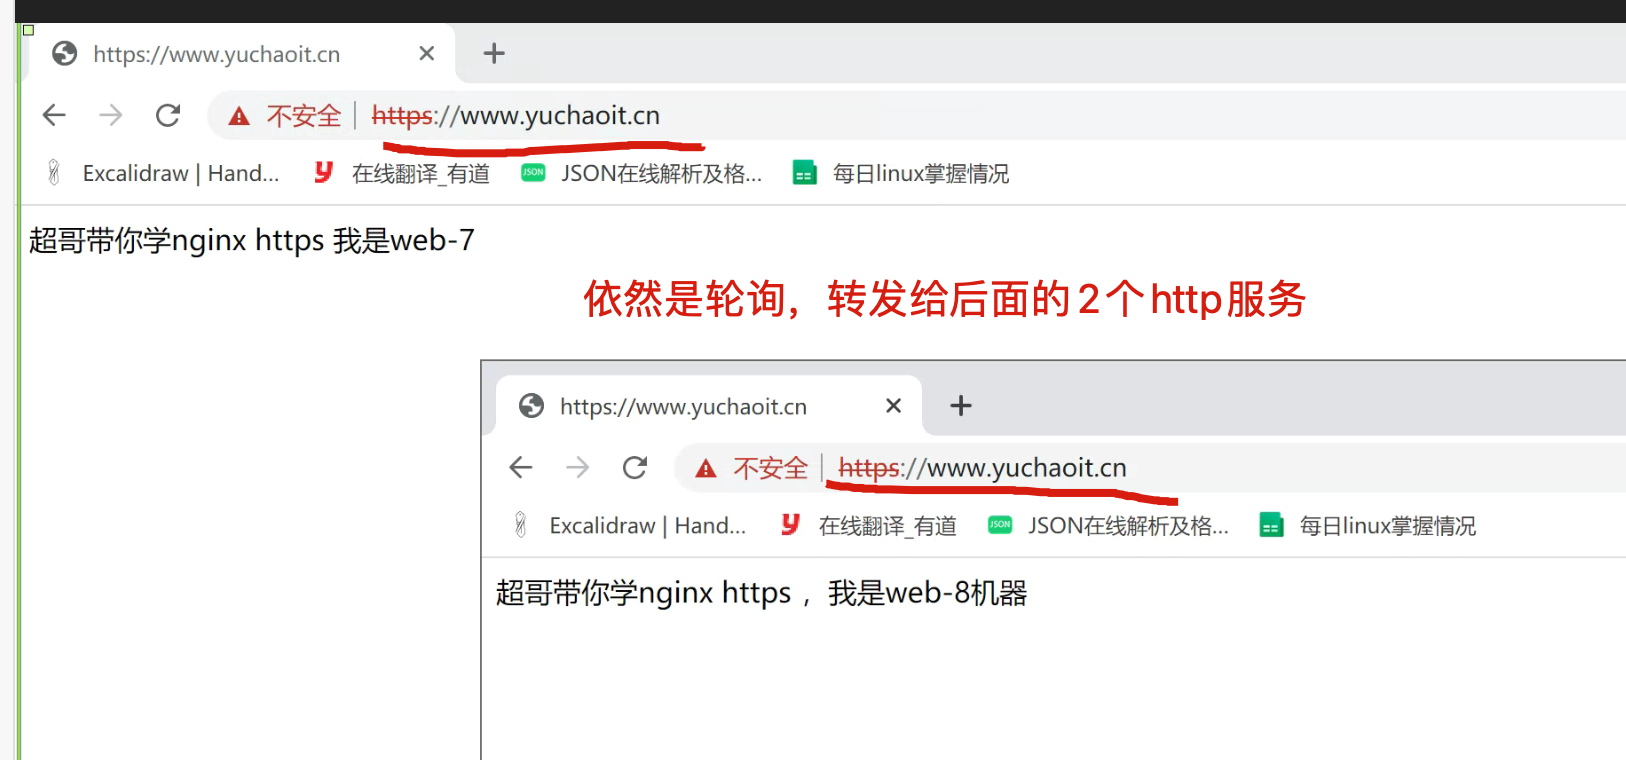 https://www.yuchaoit.cn
不安全 https://www.yuchaoit.cn
Excalidraw | Hand... 在线翻译_有道 JSON JSON在线解析及格... 每日linux掌握情况
超哥带你学nginx https 我是web-7
依然是轮询，转发给后面的2个http服务
https://www.yuchaoit.cn
不安全 https://www.yuchaoit.cn
Excalidraw | Hand... 在线翻译_有道 JSON JSON在线解析及格... 每日linux掌握情况
超哥带你学nginx https ，我是web-8机器